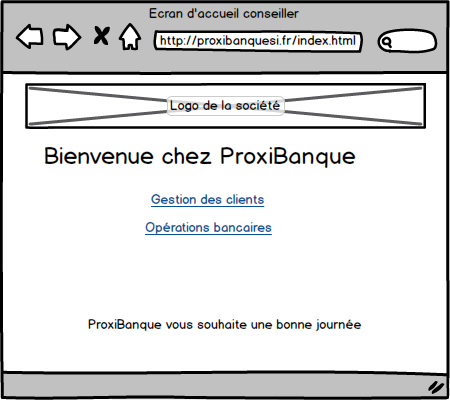 Ecran d'accueil conseiller
http://proxibanquesi.fr/index.html
Logo de la société
Bienvenue chez ProxiBanque
Gestion des clients
Opérations bancaires
ProxiBanque vous souhaite une bonne journée